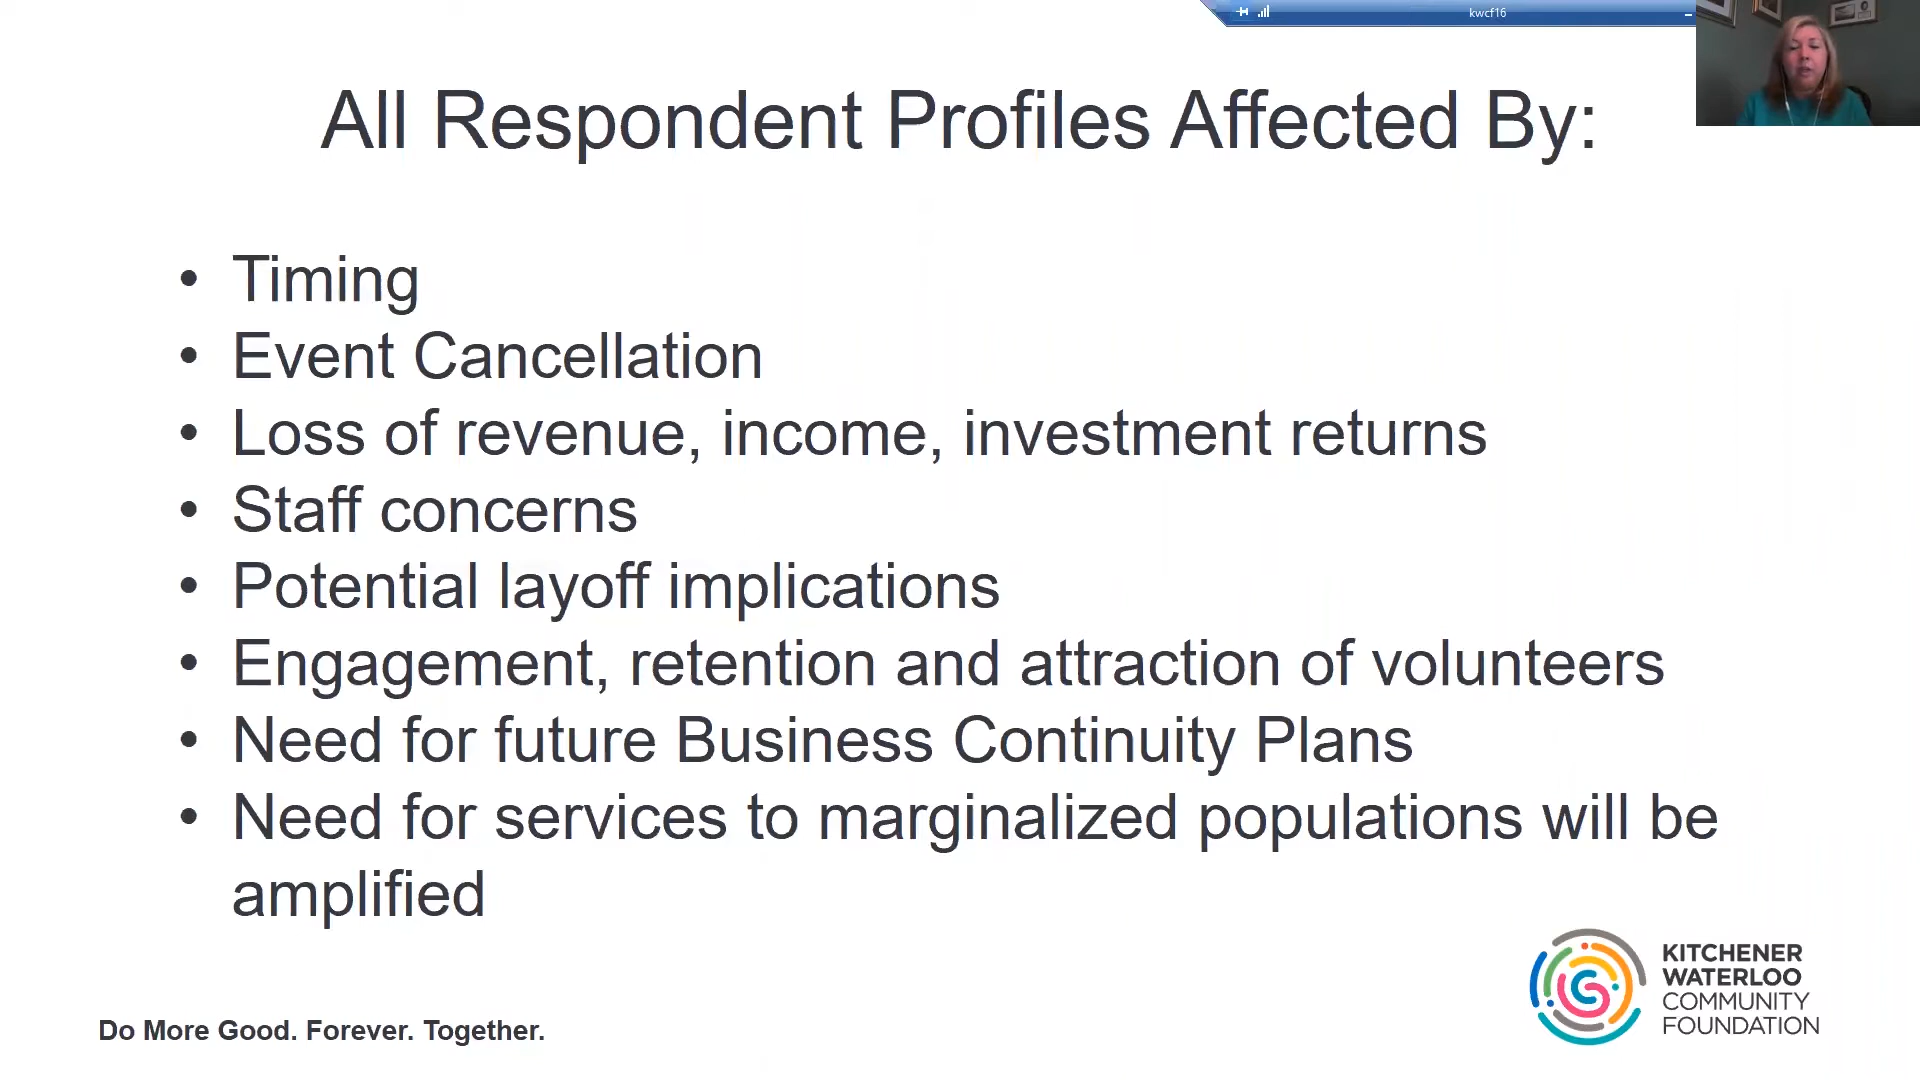 kwcf16
All Respondent Profiles Affected By:
• Timing
• Event Cancellation
• Loss of revenue, income, investment returns
• Staff concerns
• Potential layoff implications
• Engagement, retention and attraction of volunteers
• Need for future Business Continuity Plans
• Need for services to marginalized populations will be
amplified
KITCHENER
WATERLOO
COMMUNITY
FOUNDATION
Do More Good. Forever. Together.